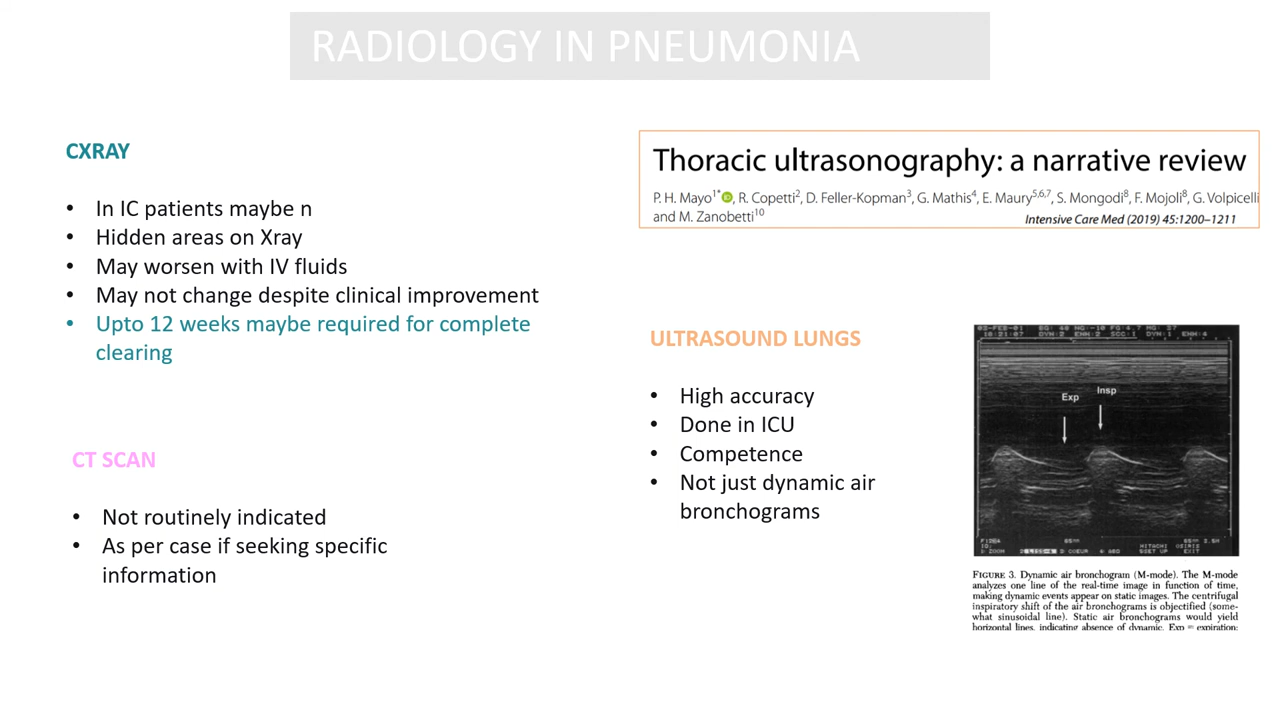 RADIOLOGY IN PNEUMONIA
CXRAY
• In IC patients maybe n
• Hidden areas on Xray
• May worsen with IV fluids
• May not change despite clinical improvement
• Upto 12 weeks maybe required for complete
clearing
CT SCAN
• Not routinely indicated
• As per case if seeking specific
information
Thoracic ultrasonography: a narrative review
P. H. Mayo1*, R. Copetti2, D. Feller-Kopman3, G. Mathis4, E. Maury5,6,7, S. Mongodi8, F. Mojoli8, G. Volpicelli
and M. Zanobetti10
Intensive Care Med (2019) 45:1200–1211
ULTRASOUND LUNGS
• High accuracy
• Done in ICU
• Competence
• Not just dynamic air
bronchograms
Exp
Insp
FIGURE 3. Dynamic air bronchogram (M-mode). The M-mode
analyzes one line of the real-time image in function of time,
making dynamic events appear on static images. The centrifugal
inspiratory shift of the air bronchograms is objectified (some-
what sinusoidal line). Static air bronchograms would yield
horizontal lines, indicating absence of dynamic. Exp = expiration;